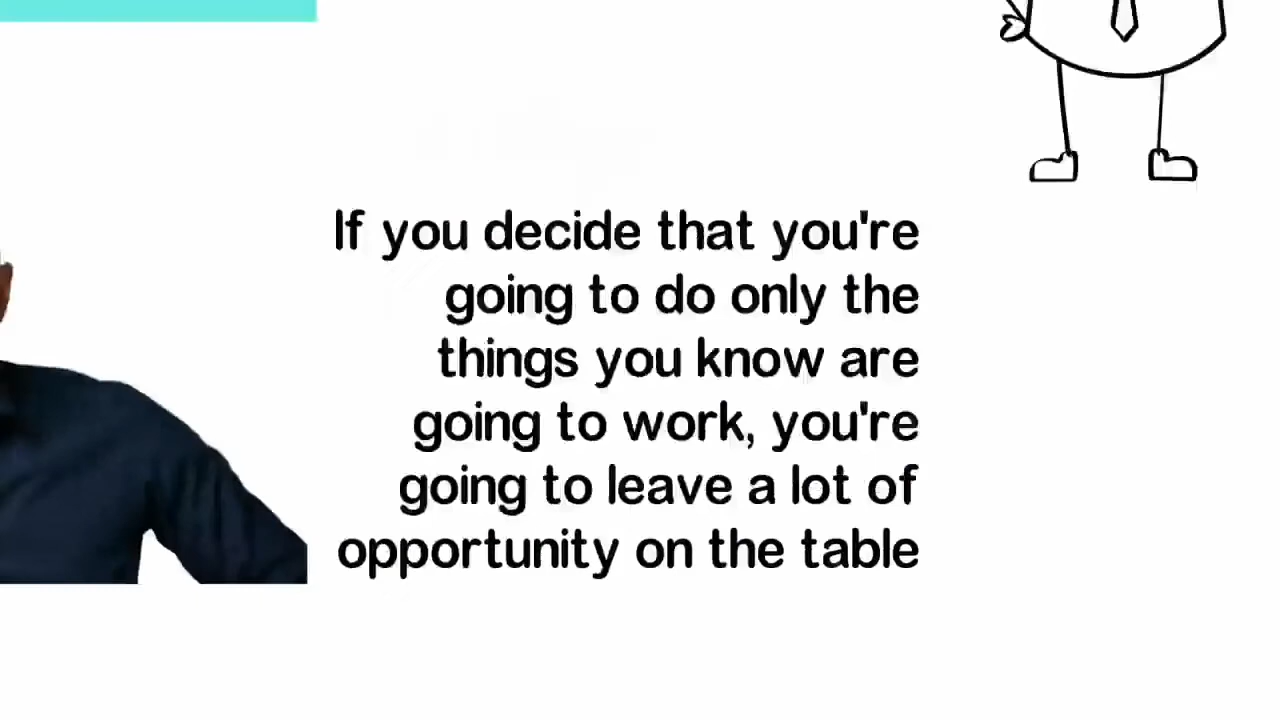 If you decide that you're
going to do only the
things you know are
going to work, you're
going to leave a lot of
opportunity on the table